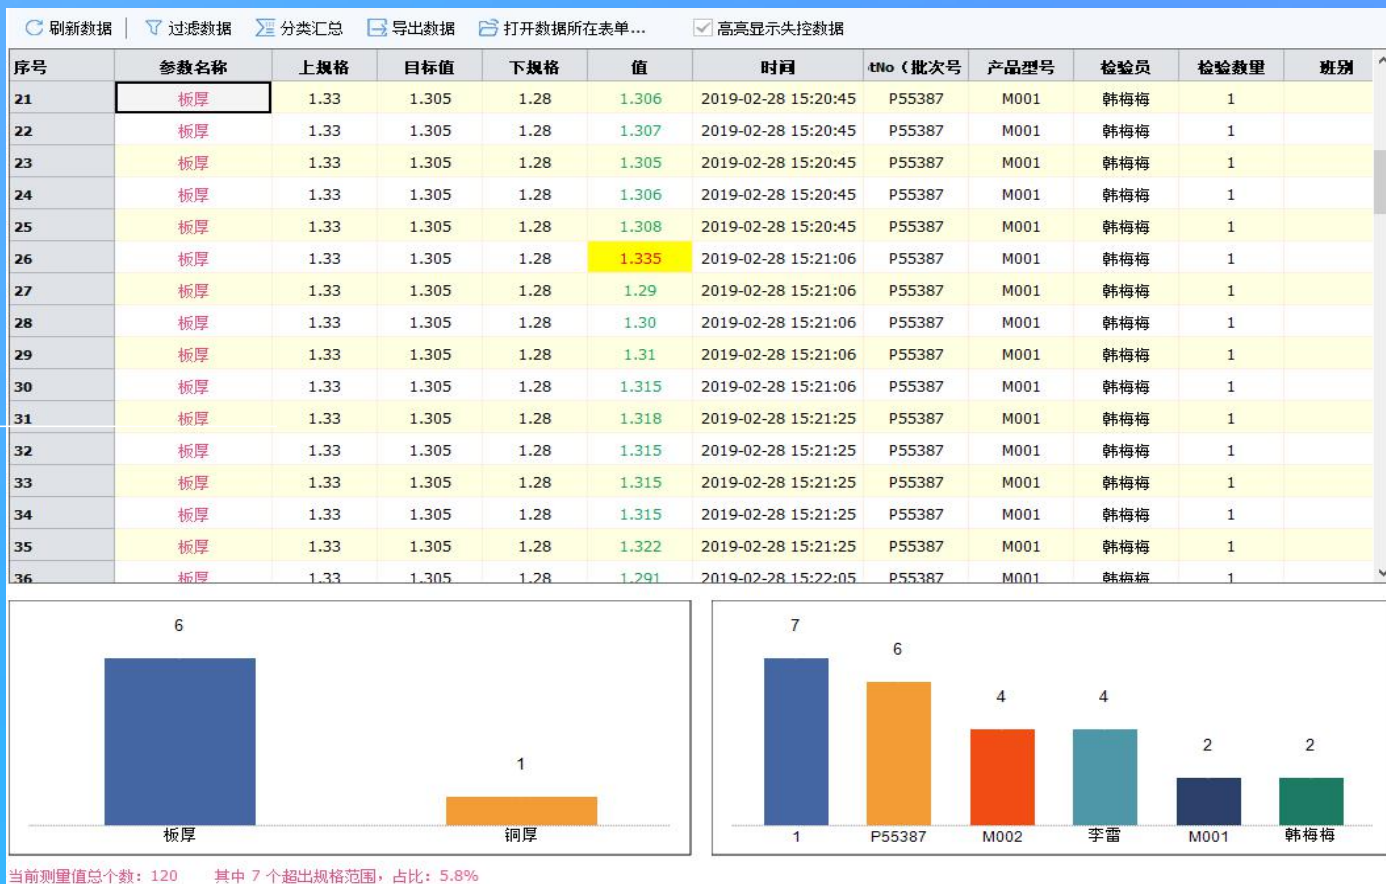 刷新数据 过滤数据 分类汇总 导出数据 打开数据所在表单... 高亮显示失控数据
序号 参数名称 上规格 目标值 下规格 值 时间 tNo（批次号 产品型号 检验员 检验数量 班别
21 板厚 1.33 1.305 1.28 1.306 2019-02-28 15:20:45 P55387 M001 韩梅梅 1
22 板厚 1.33 1.305 1.28 1.307 2019-02-28 15:20:45 P55387 M001 韩梅梅 1
23 板厚 1.33 1.305 1.28 1.305 2019-02-28 15:20:45 P55387 M001 韩梅梅 1
24 板厚 1.33 1.305 1.28 1.306 2019-02-28 15:20:45 P55387 M001 韩梅梅 1
25 板厚 1.33 1.305 1.28 1.308 2019-02-28 15:20:45 P55387 M001 韩梅梅 1
26 板厚 1.33 1.305 1.28 1.335 2019-02-28 15:21:06 P55387 M001 韩梅梅 1
27 板厚 1.33 1.305 1.28 1.29 2019-02-28 15:21:06 P55387 M001 韩梅梅 1
28 板厚 1.33 1.305 1.28 1.30 2019-02-28 15:21:06 P55387 M001 韩梅梅 1
29 板厚 1.33 1.305 1.28 1.31 2019-02-28 15:21:06 P55387 M001 韩梅梅 1
30 板厚 1.33 1.305 1.28 1.315 2019-02-28 15:21:06 P55387 M001 韩梅梅 1
31 板厚 1.33 1.305 1.28 1.318 2019-02-28 15:21:25 P55387 M001 韩梅梅 1
32 板厚 1.33 1.305 1.28 1.315 2019-02-28 15:21:25 P55387 M001 韩梅梅 1
33 板厚 1.33 1.305 1.28 1.315 2019-02-28 15:21:25 P55387 M001 韩梅梅 1
34 板厚 1.33 1.305 1.28 1.315 2019-02-28 15:21:25 P55387 M001 韩梅梅 1
35 板厚 1.33 1.305 1.28 1.322 2019-02-28 15:21:25 P55387 M001 韩梅梅 1
36 板厚 1.33 1.305 1.28 1.291 2019-02-28 15:22:05 P55387 M001 韩梅梅 1
6 1
板厚 铜厚
7 6 4 4 2 2
1 P55387 M002 李雷 M001 韩梅梅
当前测量值总个数：120 其中 7 个超出规格范围，占比：5.8%